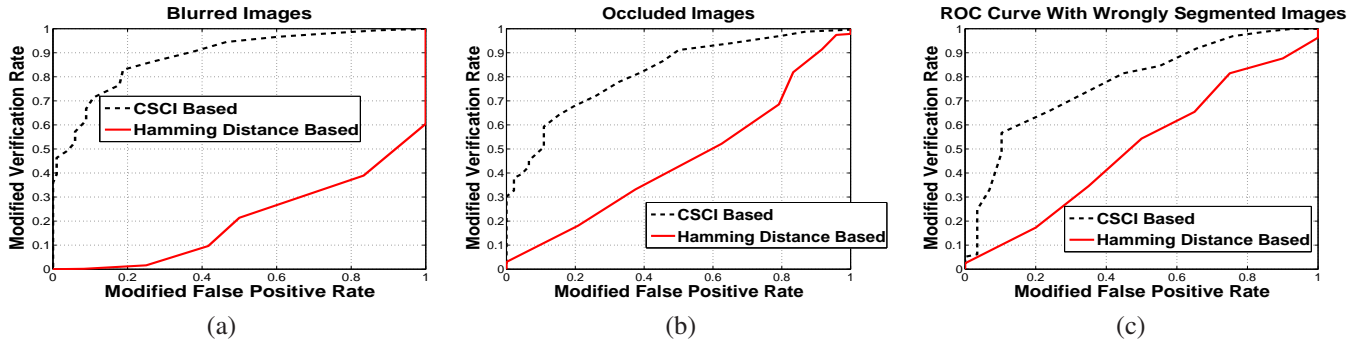 Blurred Images
Modified Verification Rate
1
0.9
0.8
0.7
0.6
0.5
0.4
0.3
0.2
0.1
0
CSCI Based
Hamming Distance Based
0 0.2 0.4 0.6 0.8 1
Modified False Positive Rate
(a)
Occluded Images
Modified Verification Rate
1
0.9
0.8
0.7
0.6
0.5
0.4
0.3
0.2
0.1
0
CSCI Based
Hamming Distance Based
0 0.2 0.4 0.6 0.8 1
Modified False Positive Rate
(b)
ROC Curve With Wrongly Segmented Images
Modified Verification Rate
1
0.9
0.8
0.7
0.6
0.5
0.4
0.3
0.2
0.1
0
CSCI Based
Hamming Distance Based
0 0.2 0.4 0.6 0.8 1
Modified False Positive Rate
(c)